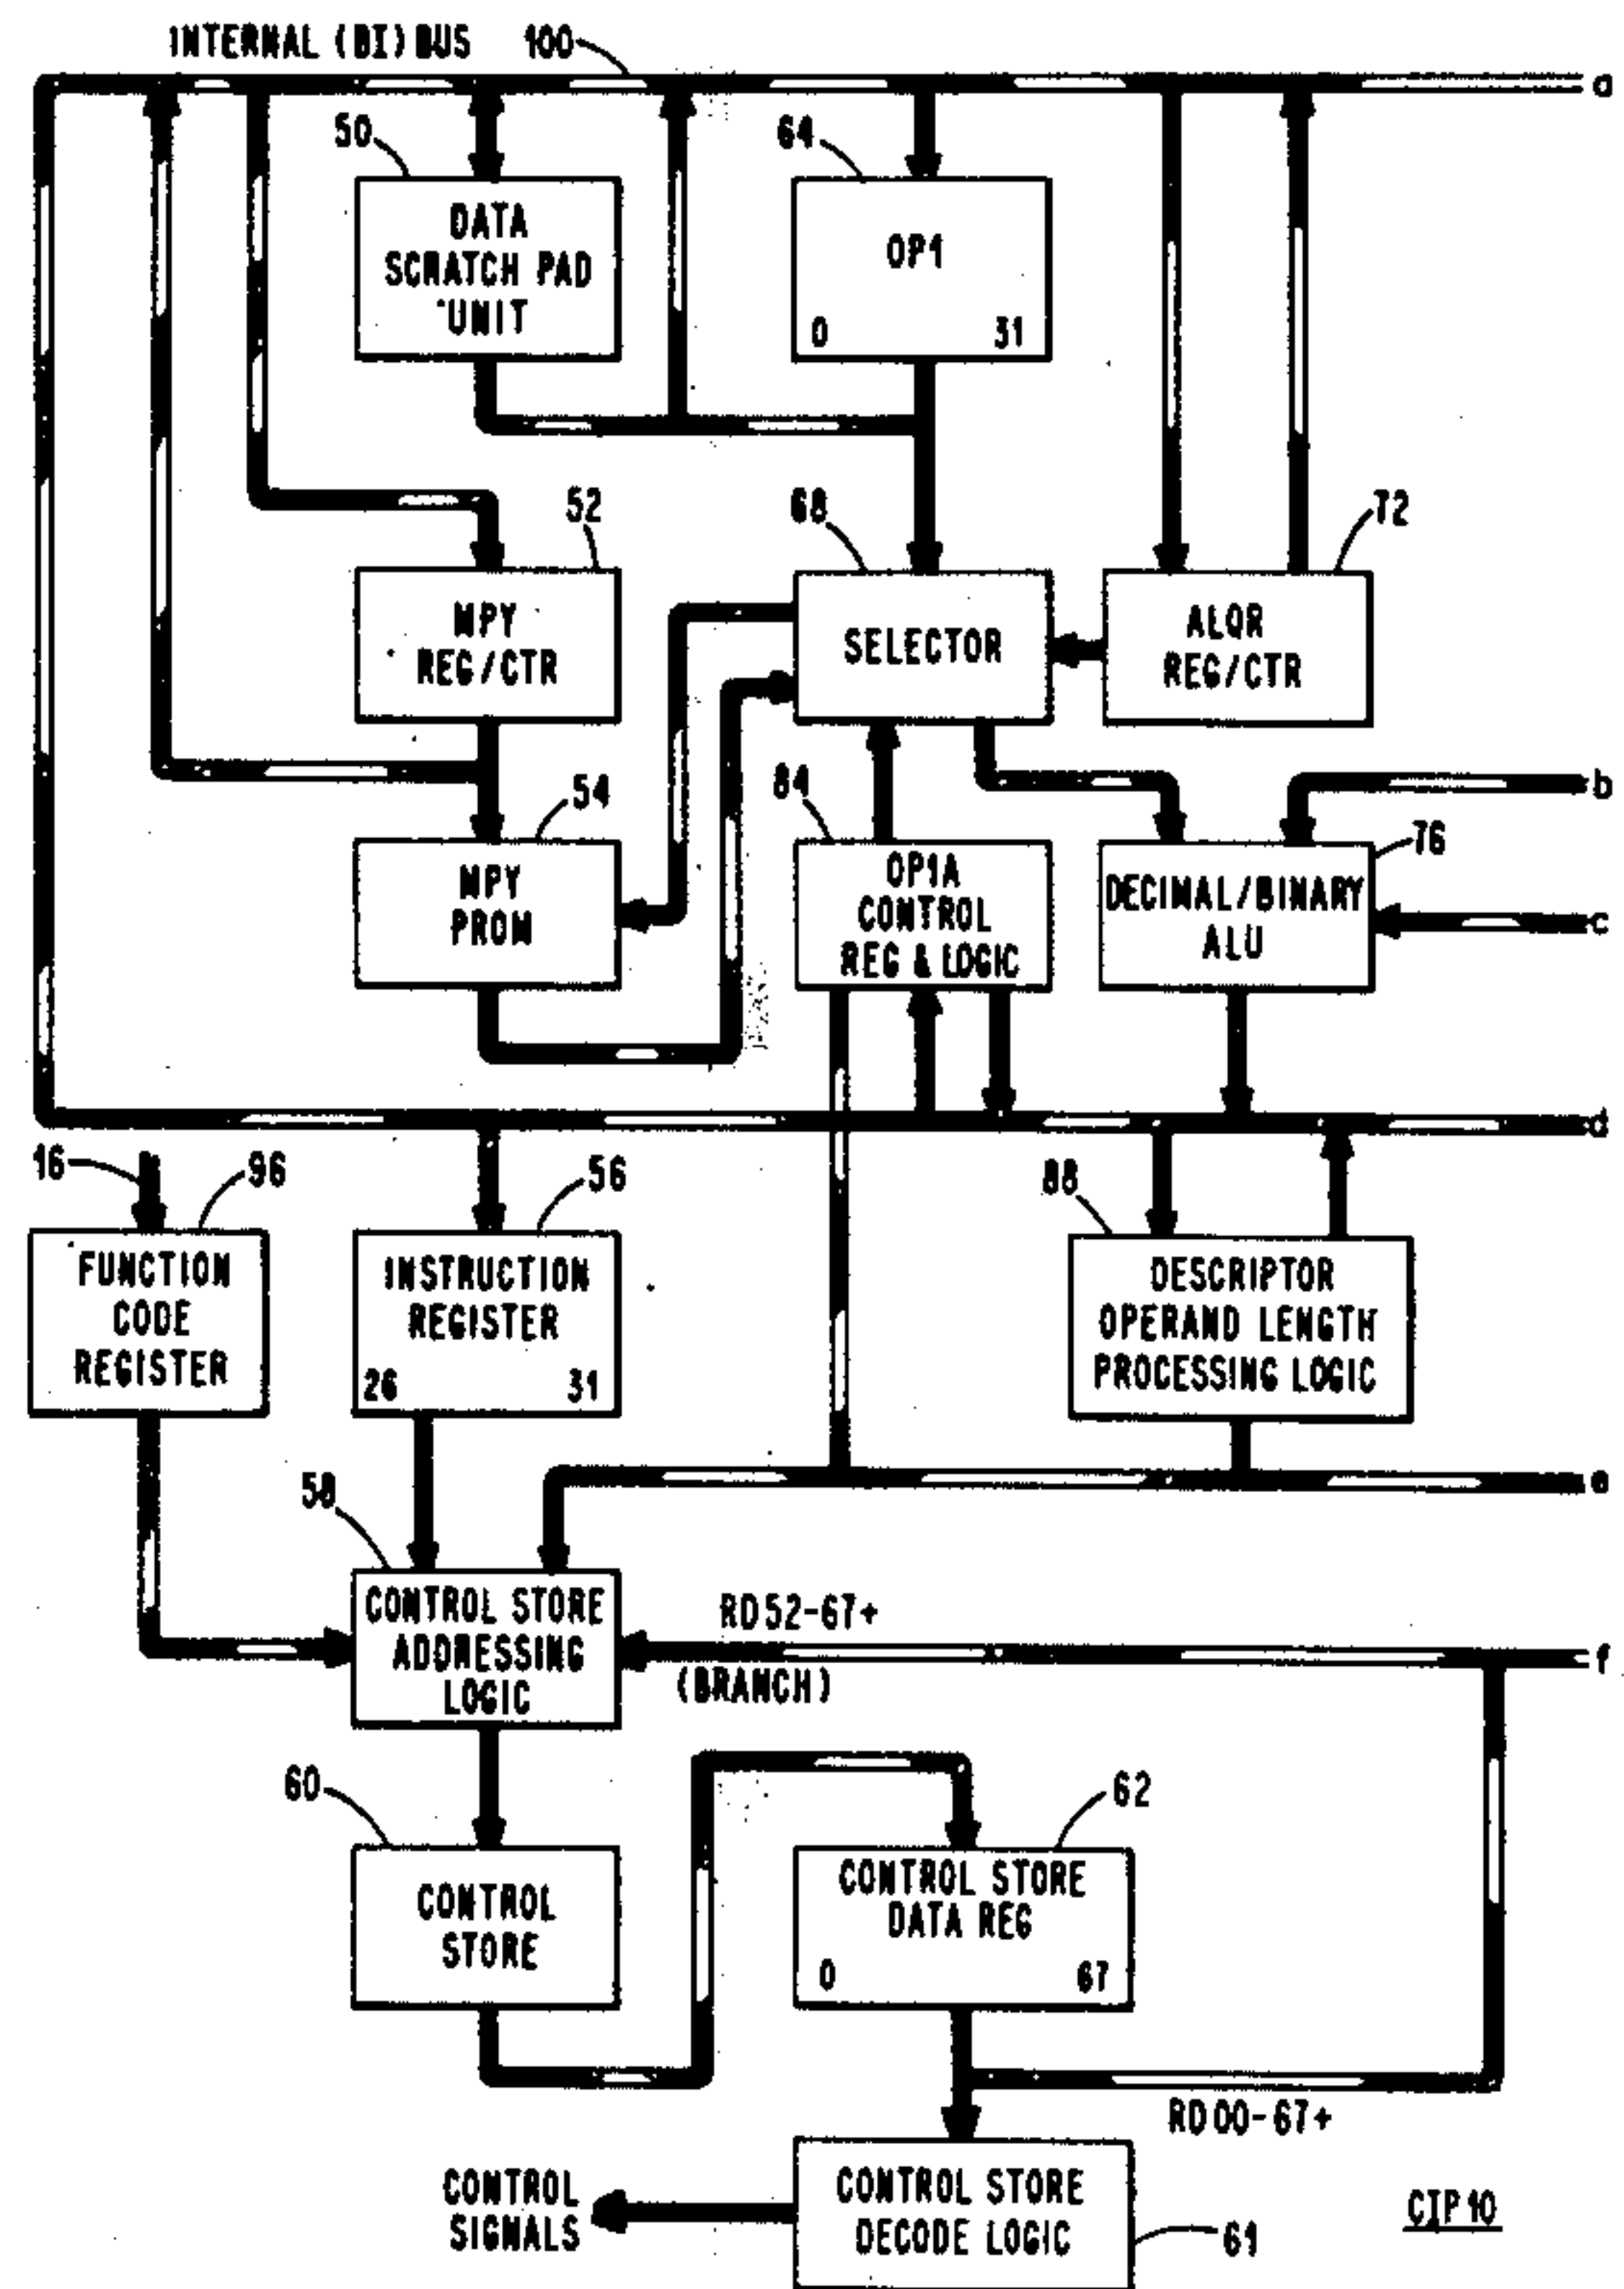 INTERNAL (BI) BUS 100
a
50
DATA
SCRATCH PAD
UNIT
64
OP1
0 31
52
MPY
REG/CTR
68
SELECTOR
72
ALQR
REG/CTR
54
MPY
PROM
84
OP1A
CONTROL
REG & LOGIC
b
76
DECIMAL/BINARY
ALU
c
d
16
96
FUNCTION
CODE
REGISTER
56
INSTRUCTION
REGISTER
26 31
88
DESCRIPTOR
OPERAND LENGTH
PROCESSING LOGIC
e
58
CONTROL STORE
ADDRESSING
LOGIC
RD52-67+
(BRANCH)
f
60
CONTROL
STORE
62
CONTROL STORE
DATA REG
0 67
RD00-67+
CONTROL
SIGNALS
CONTROL STORE
DECODE LOGIC
61
CIP 10